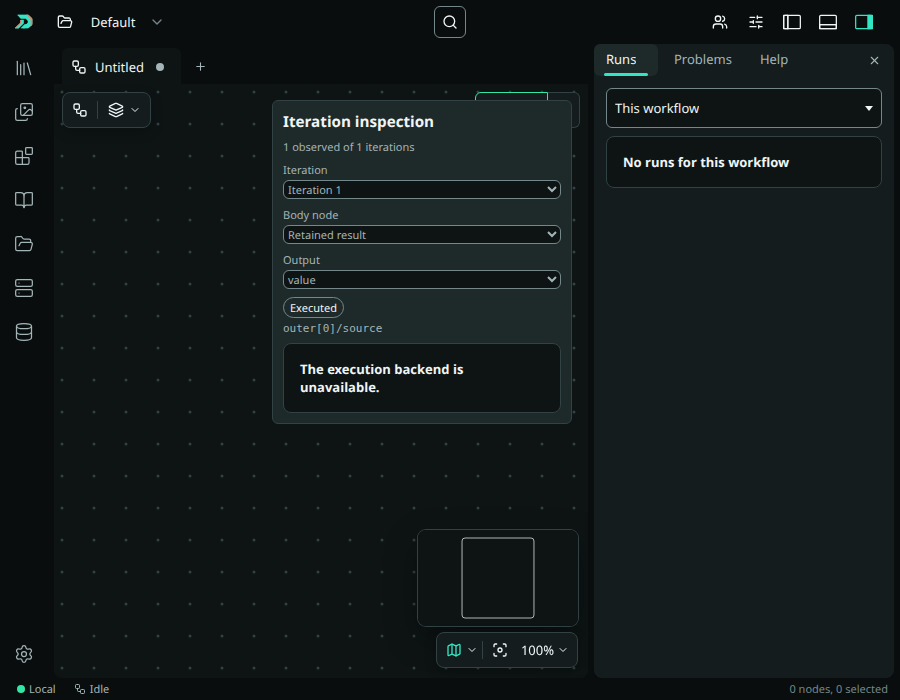 Default
Untitled
Runs
Problems
Help
This workflow
No runs for this workflow
Iteration inspection
1 observed of 1 iterations
Iteration
Iteration 1
Body node
Retained result
Output
value
Executed
outer[0]/source
The execution backend is
unavailable.
100%
Local
Idle
0 nodes, 0 selected